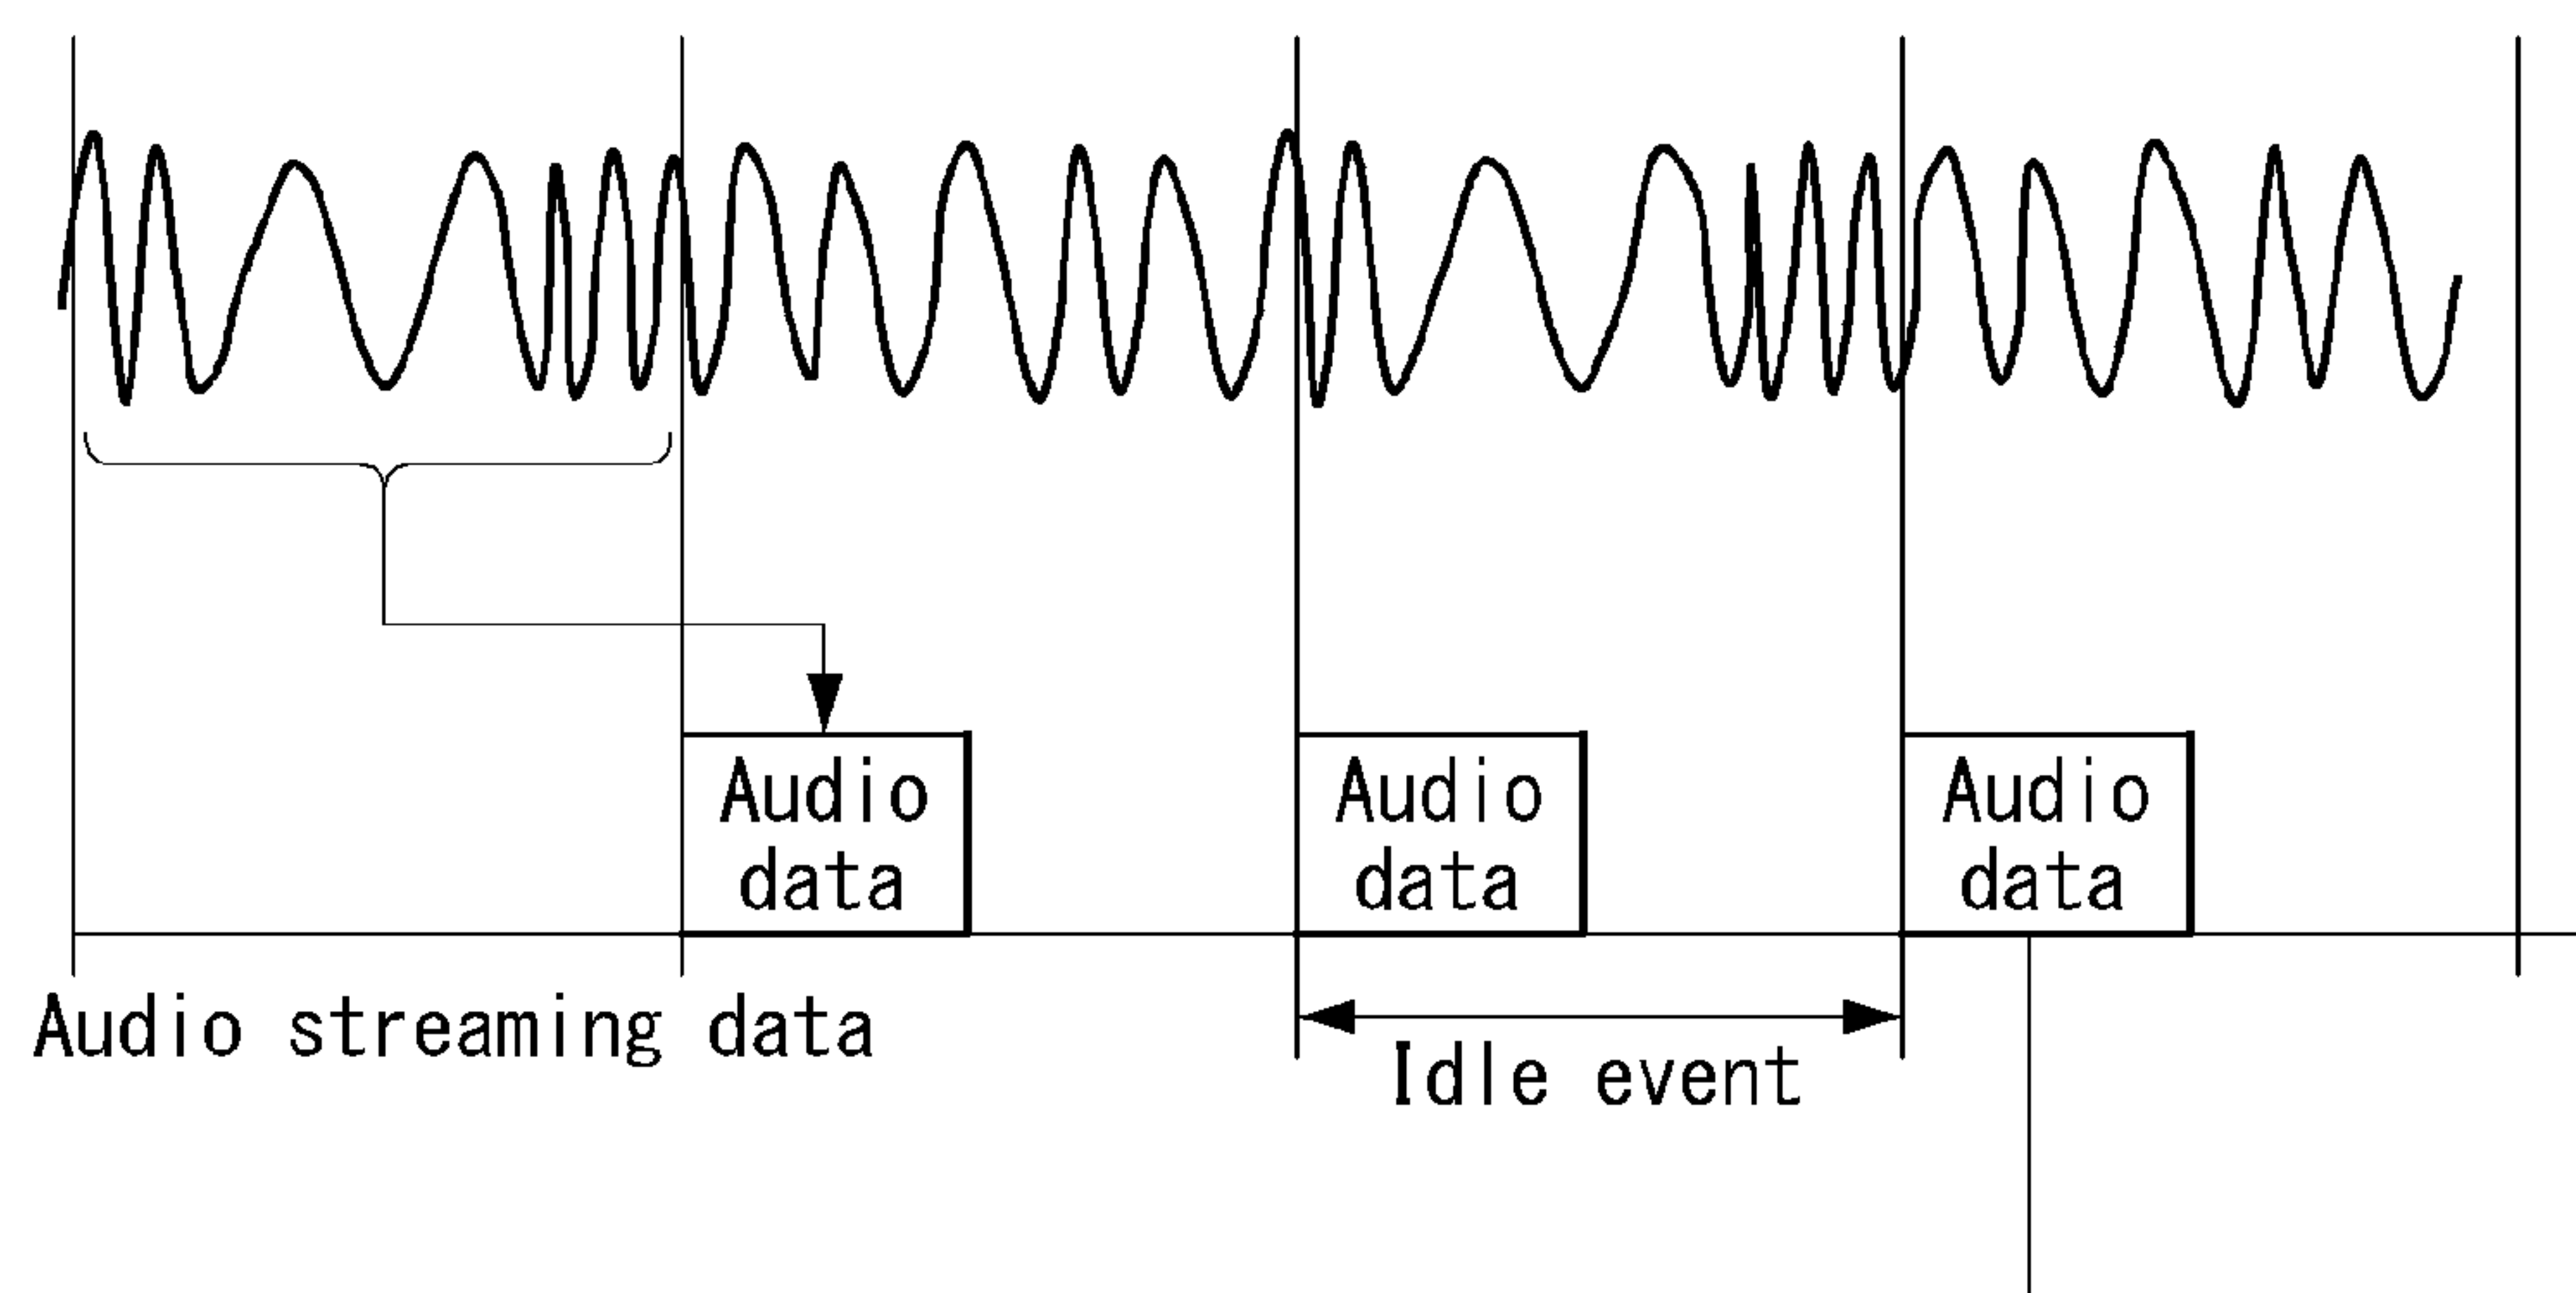 Audio
data
Audio
data
Audio
data
Audio streaming data
Idle event